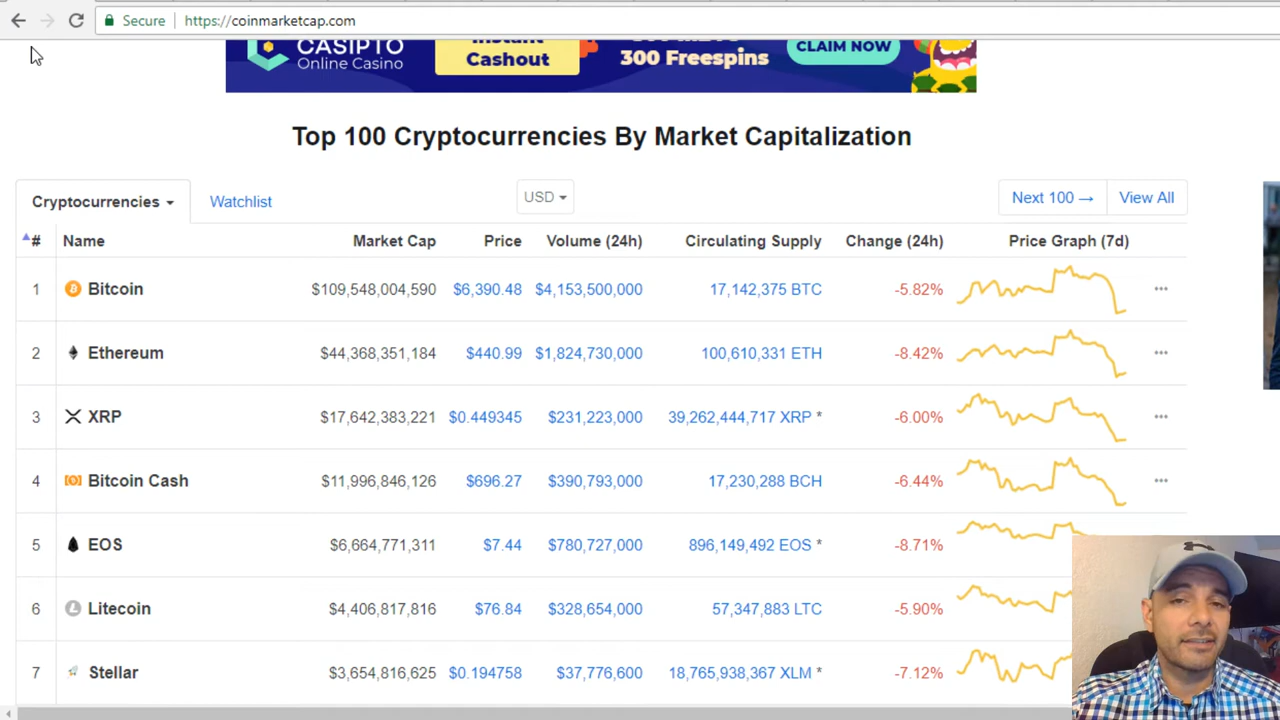 Secure | https://coinmarketcap.com
CASIPTO
Online Casino
Instant
Cashout
300 Freespins
CLAIM NOW
Top 100 Cryptocurrencies By Market Capitalization
Cryptocurrencies Watchlist USD Next 100 → View All
# Name Market Cap Price Volume (24h) Circulating Supply Change (24h) Price Graph (7d)
1 Bitcoin $109,548,004,590 $6,390.48 $4,153,500,000 17,142,375 BTC -5.82%
2 Ethereum $44,368,351,184 $440.99 $1,824,730,000 100,610,331 ETH -8.42%
3 XRP $17,642,383,221 $0.449345 $231,223,000 39,262,444,717 XRP * -6.00%
4 Bitcoin Cash $11,996,846,126 $696.27 $390,793,000 17,230,288 BCH -6.44%
5 EOS $6,664,771,311 $7.44 $780,727,000 896,149,492 EOS * -8.71%
6 Litecoin $4,406,817,816 $76.84 $328,654,000 57,347,883 LTC -5.90%
7 Stellar $3,654,816,625 $0.194758 $37,776,600 18,765,938,367 XLM * -7.12%